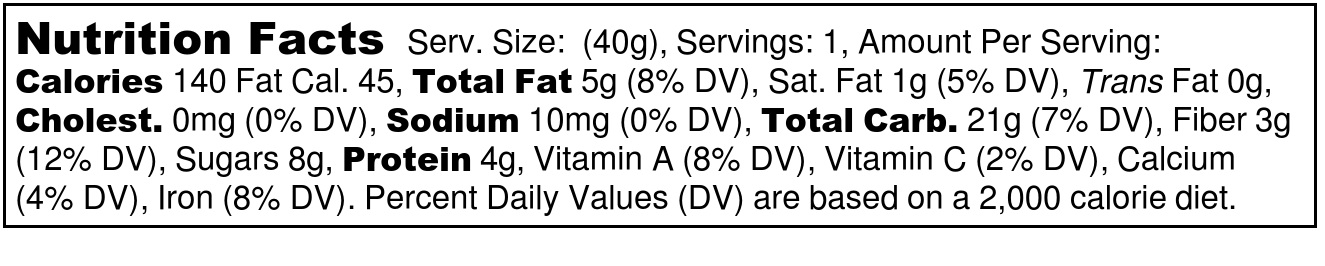 Nutrition Facts Serv. Size: (40g), Servings: 1, Amount Per Serving:
Calories 140 Fat Cal. 45, Total Fat 5g (8% DV), Sat. Fat 1g (5% DV), Trans Fat 0g,
Cholest. 0mg (0% DV), Sodium 10mg (0% DV), Total Carb. 21g (7% DV), Fiber 3g
(12% DV), Sugars 8g, Protein 4g, Vitamin A (8% DV), Vitamin C (2% DV), Calcium
(4% DV), Iron (8% DV). Percent Daily Values (DV) are based on a 2,000 calorie diet.